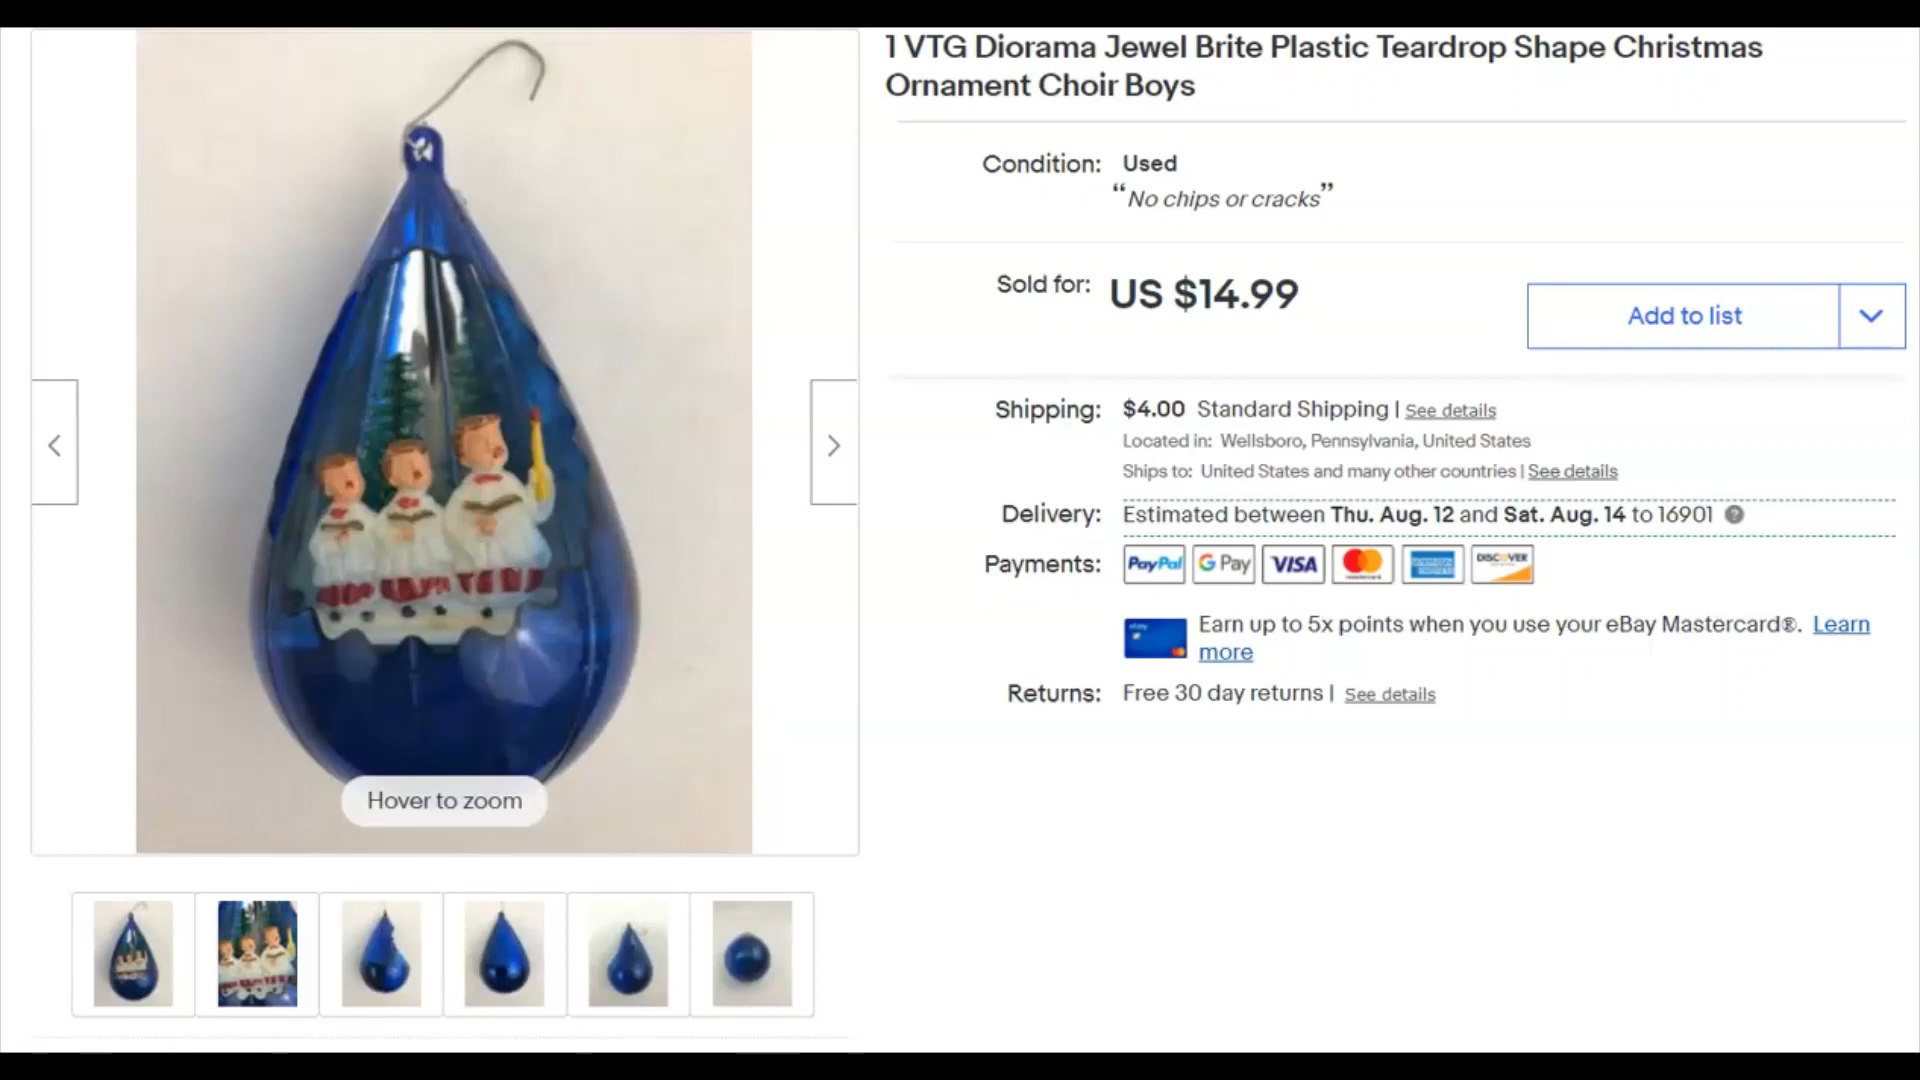 1 VTG Diorama Jewel Brite Plastic Teardrop Shape Christmas
Ornament Choir Boys
Condition: Used
“No chips or cracks”
Sold for: US $14.99
Add to list
Shipping: $4.00 Standard Shipping | See details
Located in: Wellsboro, Pennsylvania, United States
Ships to: United States and many other countries | See details
Delivery: Estimated between Thu. Aug. 12 and Sat. Aug. 14 to 16901 ?
Payments: PayPal G Pay VISA mastercard AMERICAN EXPRESS DISCOVER
ebay
Earn up to 5x points when you use your eBay Mastercard®. Learn
more
Returns: Free 30 day returns | See details
Hover to zoom